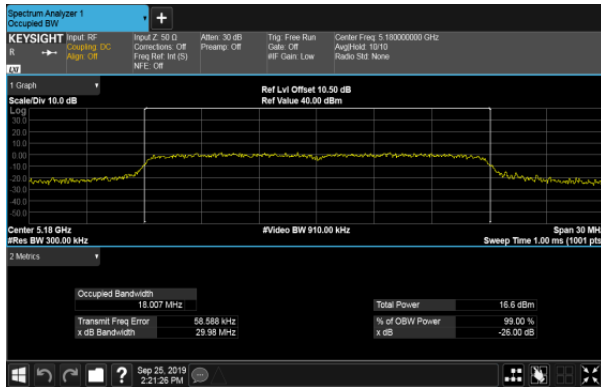 Spectrum Analyzer 1
Occupied BW
KEYSIGHT Input: RF Input Z: 50 Ω Atten: 30 dB Trig: Free Run Center Freq: 5.180000000 GHz
R Coupling: DC Corrections: Off Preamp: Off Gate: Off Avg|Hold: 10/10
Align: Off Freq Ref: Int (S) #IF Gain: Low Radio Std: None
LXI NFE: Off
1 Graph
Ref Lvl Offset 10.50 dB
Scale/Div 10.0 dB Ref Value 40.00 dBm
Log
30.0
20.0
10.0
0.00
-10.0
-20.0
-30.0
-40.0
-50.0
Center 5.18 GHz #Video BW 910.00 kHz Span 30 MH
#Res BW 300.00 kHz Sweep Time 1.00 ms (1001 pts
2 Metrics
Occupied Bandwidth
18.007 MHz Total Power 16.6 dBm
Transmit Freq Error 58.588 kHz % of OBW Power 99.00 %
x dB Bandwidth 29.98 MHz x dB -26.00 dB
Sep 25, 2019
2:21:26 PM